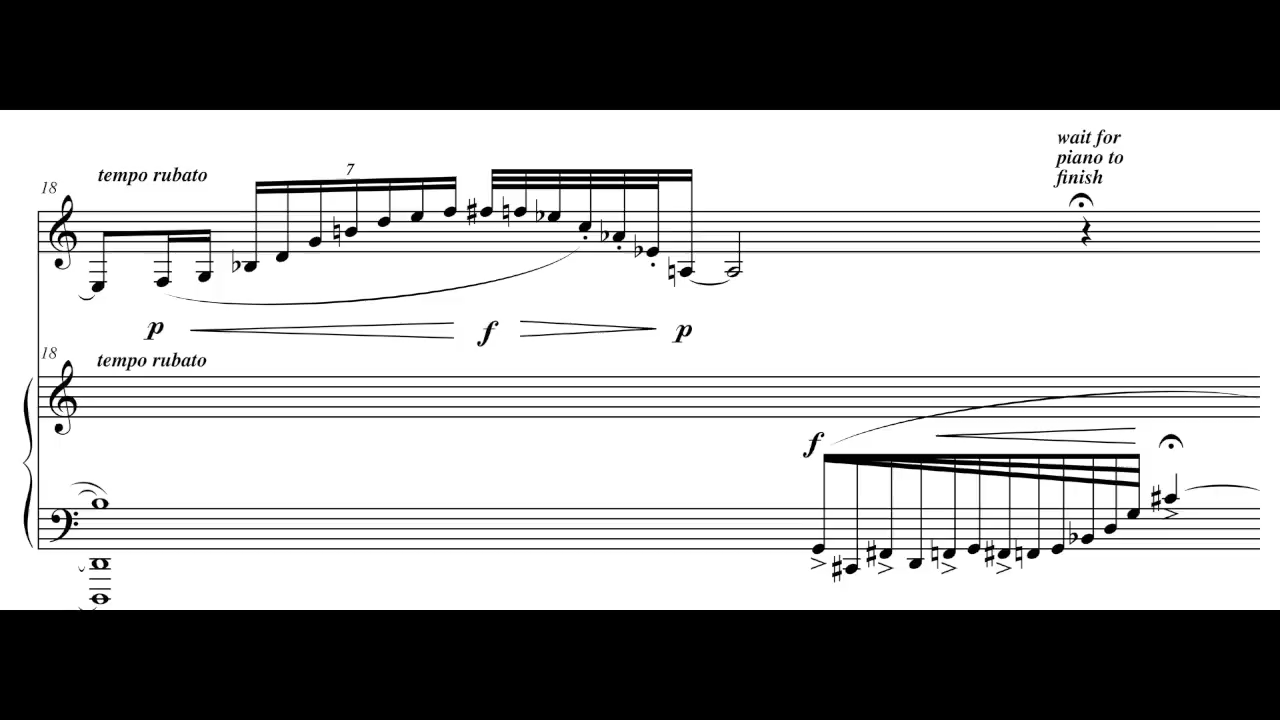 18
tempo rubato
7
wait for
piano to
finish
p
f
p
18
tempo rubato
f